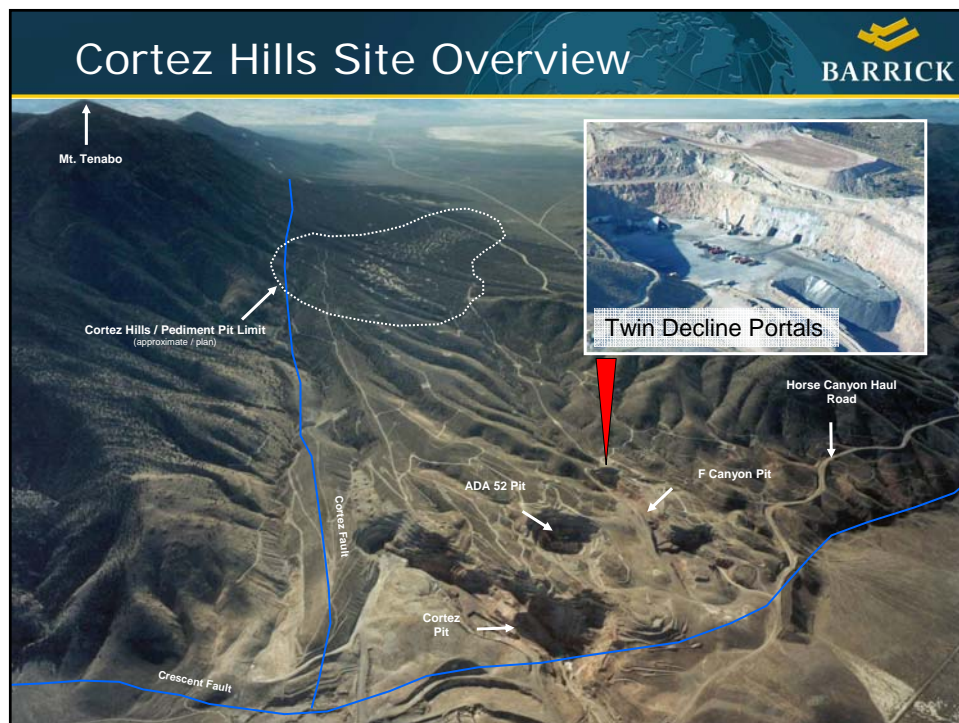 Cortez Hills Site Overview
BARRICK
Mt. Tenabo
Cortez Hills / Pediment Pit Limit
(approximate / plan)
Twin Decline Portals
Horse Canyon Haul
Road
ADA 52 Pit
F Canyon Pit
Cortez Fault
Cortez
Pit
Crescent Fault